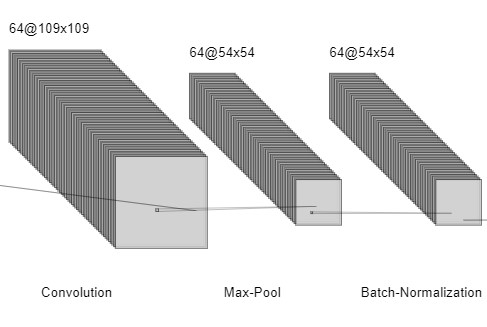 64@109x109
64@54x54
64@54x54
Convolution
Max-Pool
Batch-Normalization